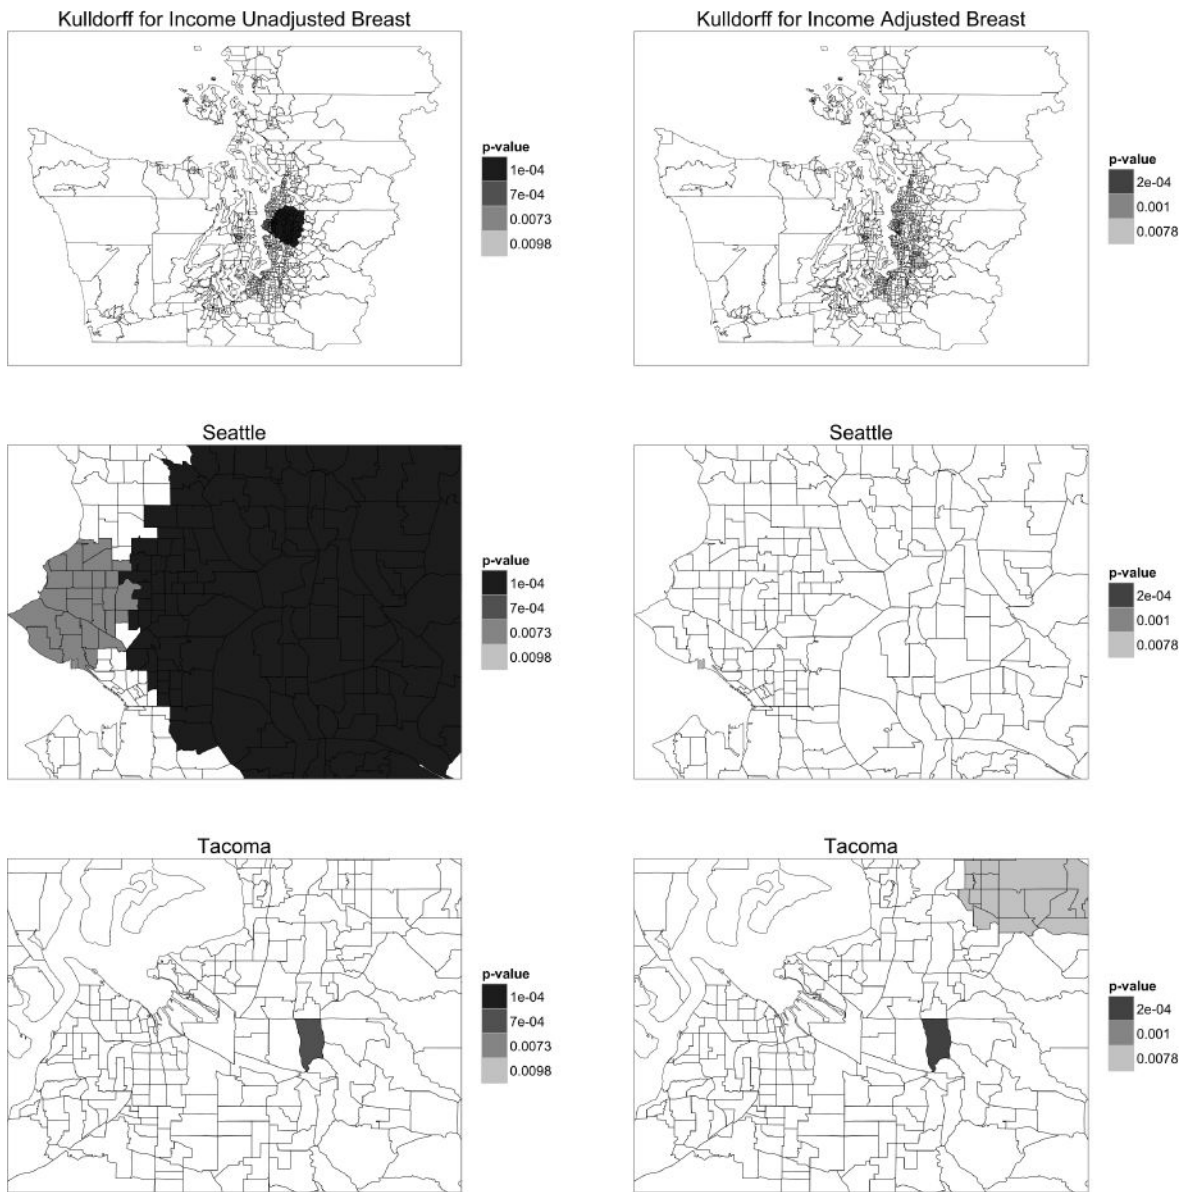 Kulldorff for Income Unadjusted Breast
p-value
1e-04
7e-04
0.0073
0.0098
Kulldorff for Income Adjusted Breast
p-value
2e-04
0.001
0.0078
Seattle
p-value
1e-04
7e-04
0.0073
0.0098
Seattle
p-value
2e-04
0.001
0.0078
Tacoma
p-value
1e-04
7e-04
0.0073
0.0098
Tacoma
p-value
2e-04
0.001
0.0078